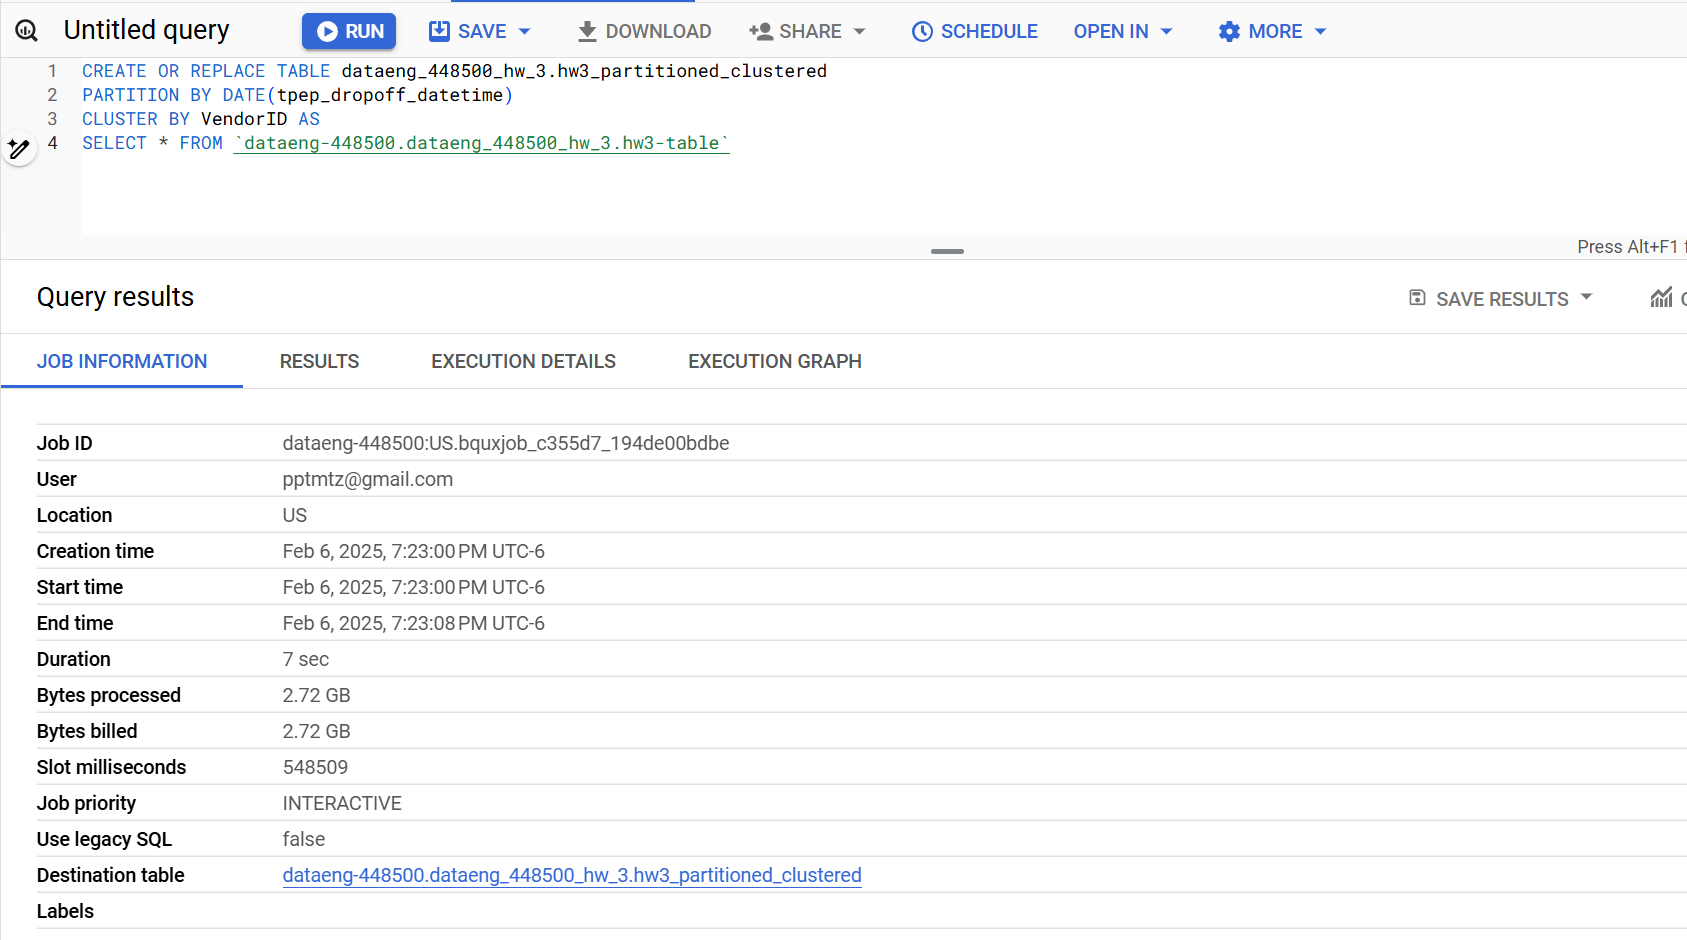 Untitled query RUN SAVE DOWNLOAD SHARE SCHEDULE OPEN IN MORE
1 CREATE OR REPLACE TABLE dataeng_448500_hw_3.hw3_partitioned_clustered
2 PARTITION BY DATE(tpep_dropoff_datetime)
3 CLUSTER BY VendorID AS
4 SELECT * FROM `dataeng-448500.dataeng_448500_hw_3.hw3-table`
Press Alt+F1
Query results SAVE RESULTS
JOB INFORMATION RESULTS EXECUTION DETAILS EXECUTION GRAPH
Job ID dataeng-448500:US.bquxjob_c355d7_194de00bdbe
User pptmtz@gmail.com
Location US
Creation time Feb 6, 2025, 7:23:00 PM UTC-6
Start time Feb 6, 2025, 7:23:00 PM UTC-6
End time Feb 6, 2025, 7:23:08 PM UTC-6
Duration 7 sec
Bytes processed 2.72 GB
Bytes billed 2.72 GB
Slot milliseconds 548509
Job priority INTERACTIVE
Use legacy SQL false
Destination table dataeng-448500.dataeng_448500_hw_3.hw3_partitioned_clustered
Labels